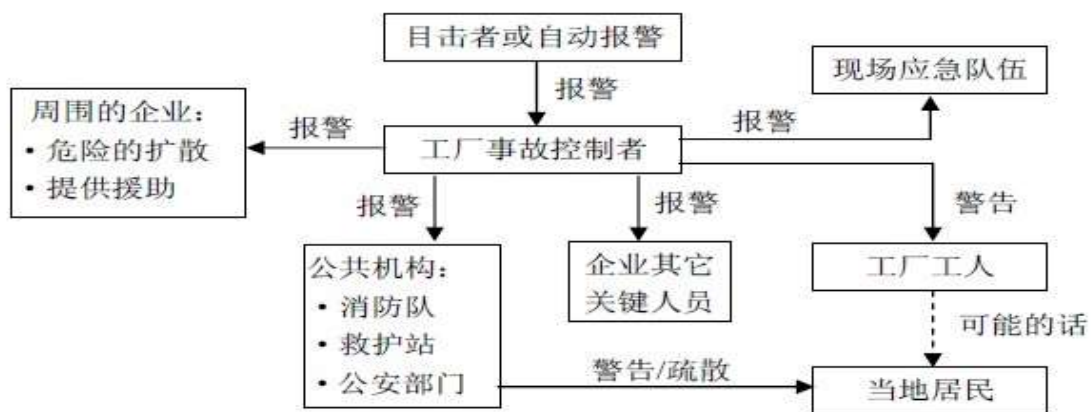 目击者或自动报警
报警
现场应急队伍
周围的企业：
·危险的扩散
·提供援助
报警
工厂事故控制者
报警
报警
报警
警告
公共机构：
·消防队
·救护站
·公安部门
企业其它
关键人员
工厂工人
可能的话
警告/疏散
当地居民